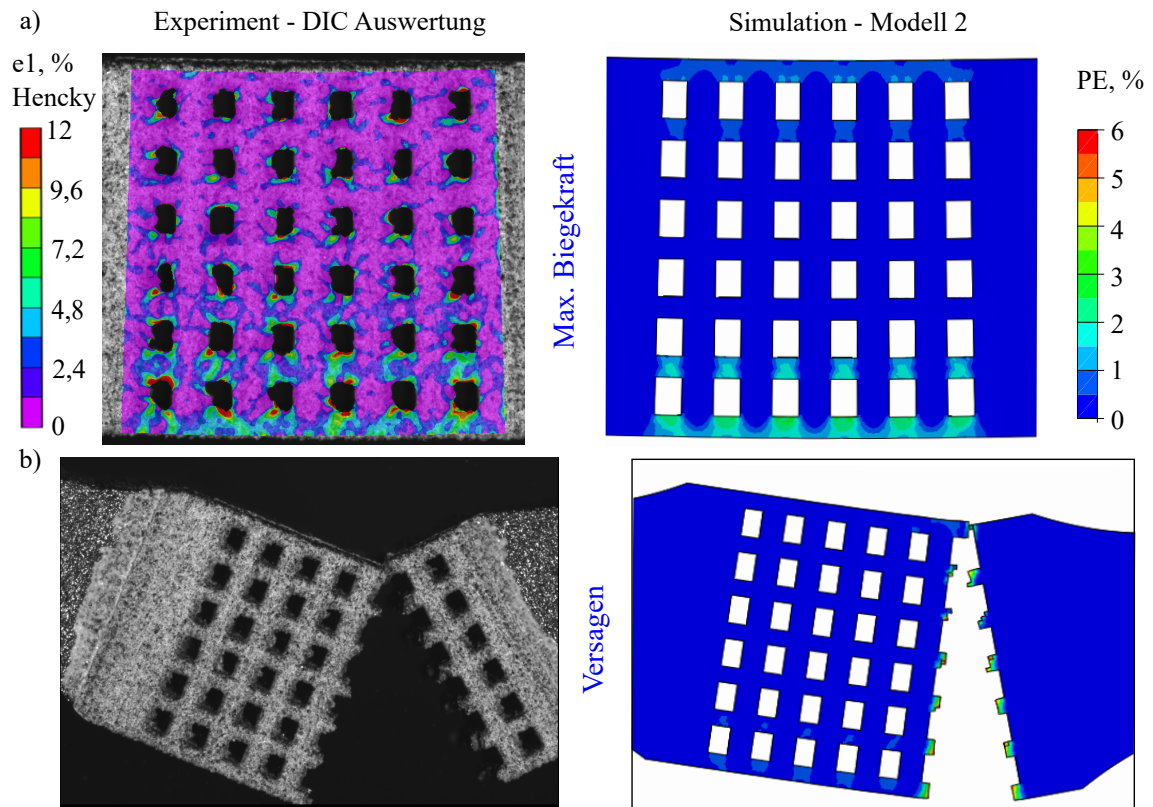 a)
Experiment - DIC Auswertung
Simulation - Modell 2
e1, %
Hencky
12
9,6
7,2
4,8
2,4
0
Max. Biegekraft
PE, %
6
5
4
3
2
1
0
b)
Versagen